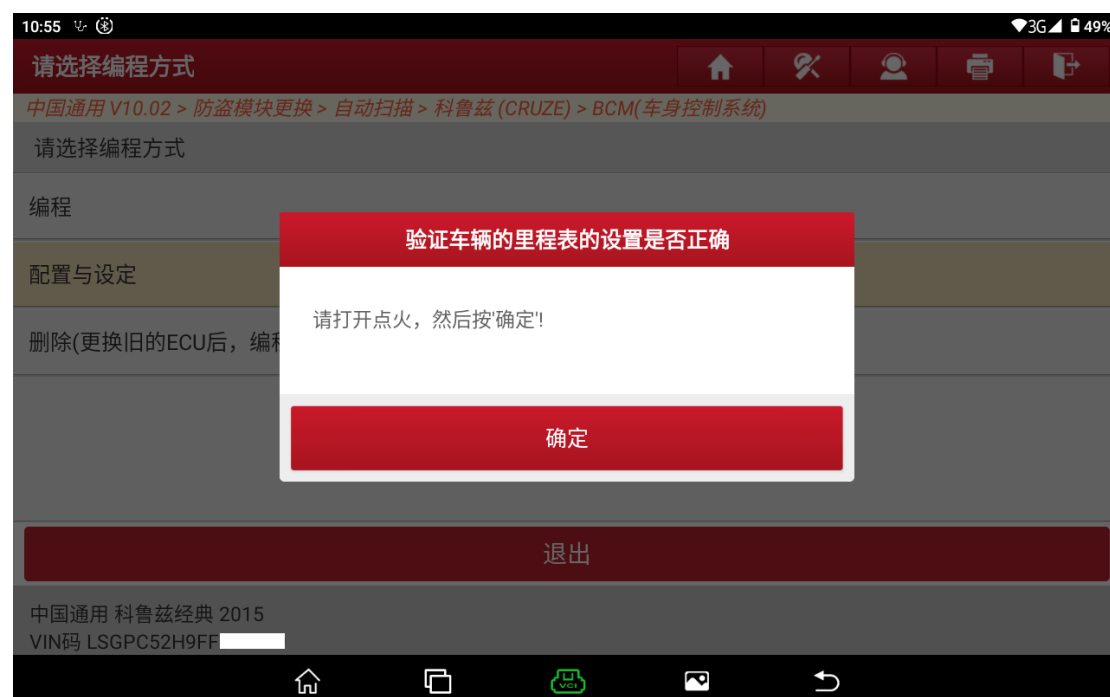 10:55 3G 49%
请选择编程方式
中国通用 V10.02 > 防盗模块更换 > 自动扫描 > 科鲁兹 (CRUZE) > BCM(车身控制系统)
请选择编程方式
编程
验证车辆的里程表的设置是否正确
配置与设定
请打开点火，然后按'确定'!
删除(更换旧的ECU后，编
确定
退出
中国通用 科鲁兹经典 2015
VIN码 LSGPC52H9FF
VCI